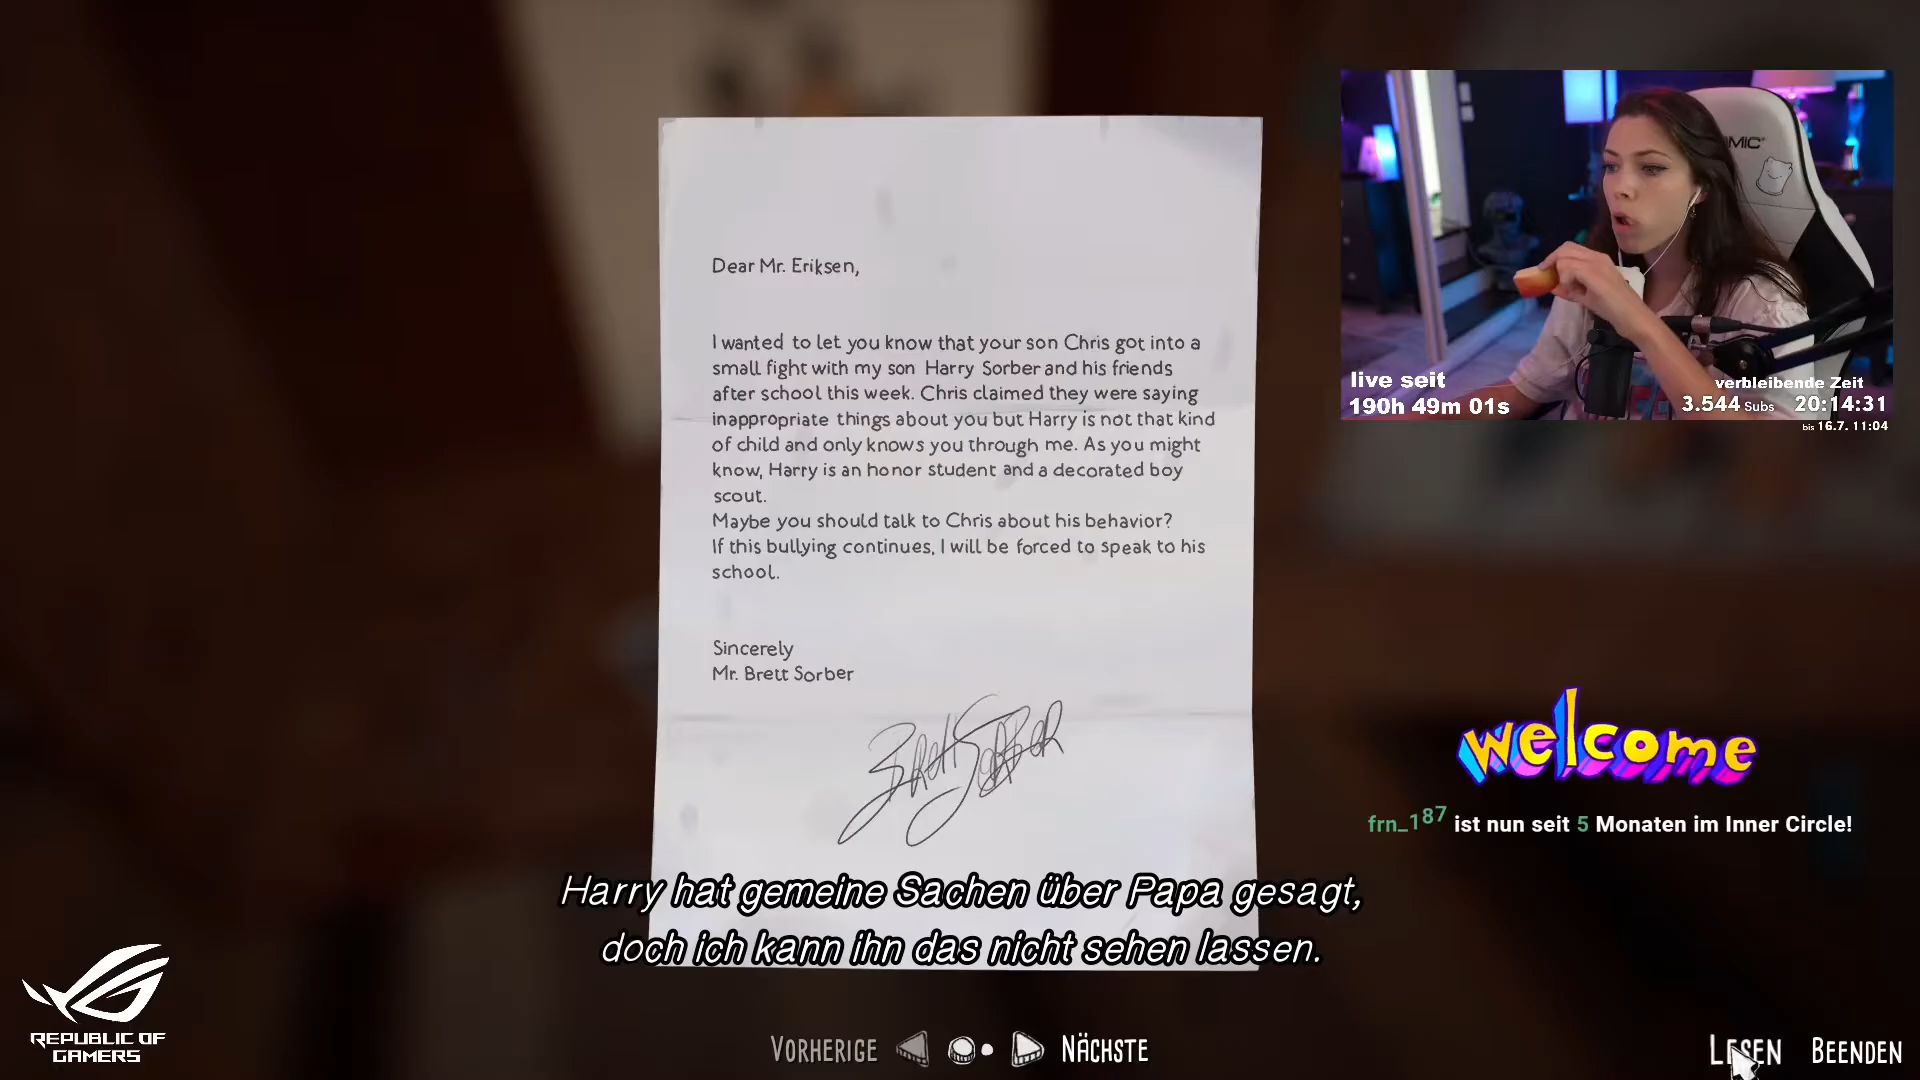 Dear Mr. Eriksen,
I wanted to let you know that your son Chris got into a
small fight with my son Harry Sorber and his friends
after school this week. Chris claimed they were saying
inappropriate things about you but Harry is not that kind
of child and only knows you through me. As you might
know, Harry is an honor student and a decorated boy
scout.
Maybe you should talk to Chris about his behavior?
If this bullying continues, I will be forced to speak to his
school.
Sincerely
Mr. Brett Sorber
Brett Sorber
Harry hat gemeine Sachen über Papa gesagt,
doch ich kann ihn das nicht sehen lassen.
VORHERIGE
NÄCHSTE
LESEN
BEENDEN
REPUBLIC OF
GAMERS
MIC
live seit
190h 49m 01s
verbleibende Zeit
3.544 Subs 20:14:31
bis 16.7. 11:04
welcome
frn_187 ist nun seit 5 Monaten im Inner Circle!